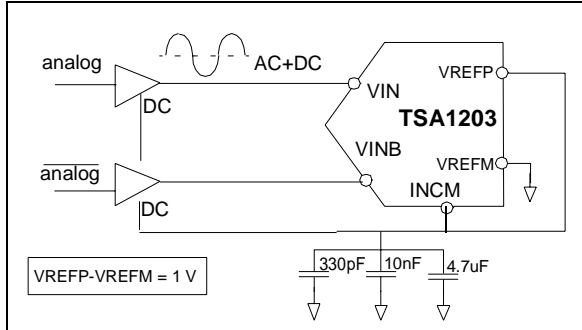 analog
AC+DC
DC
VIN
VREFP
TSA1203
VINB
VREFM
analog
INCM
DC
330pF
10nF
4.7uF
VREFP-VREFM = 1 V